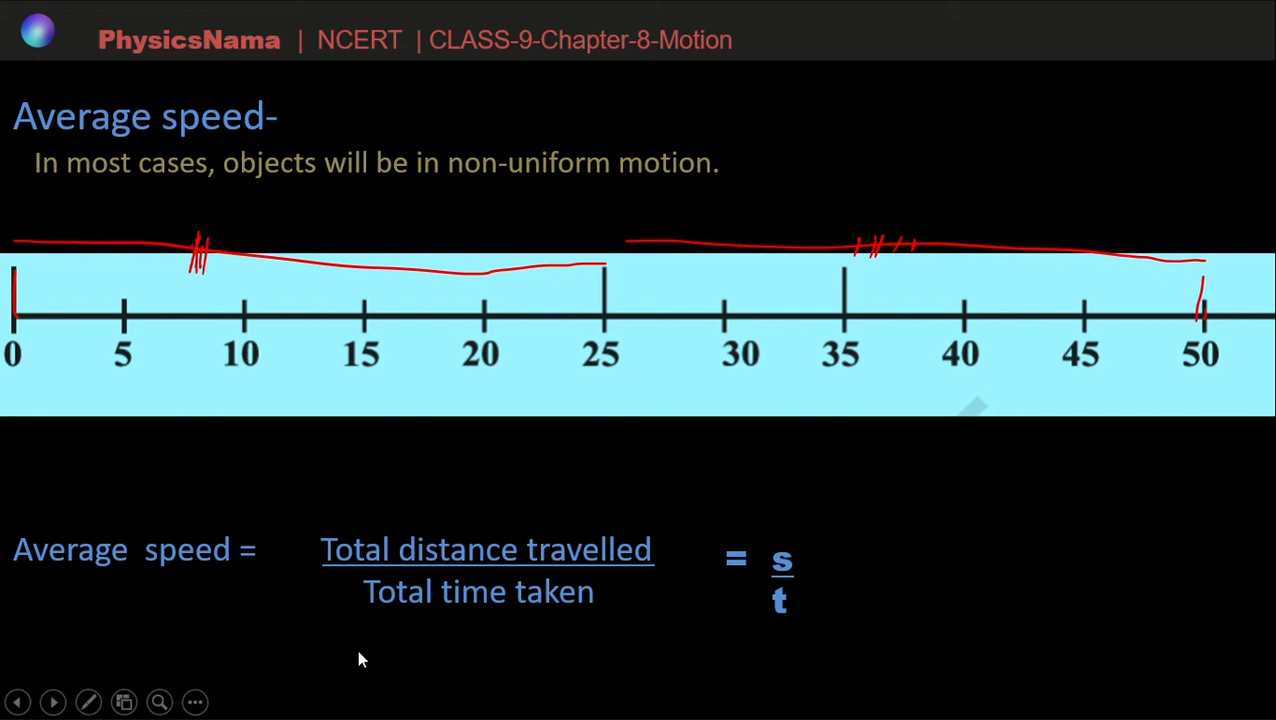 PhysicsNama | NCERT | CLASS-9-Chapter-8-Motion
Average speed-
In most cases, objects will be in non-uniform motion.
0 5 10 15 20 25 30 35 40 45 50
Average speed = Total distance travelled = s
Total time taken t